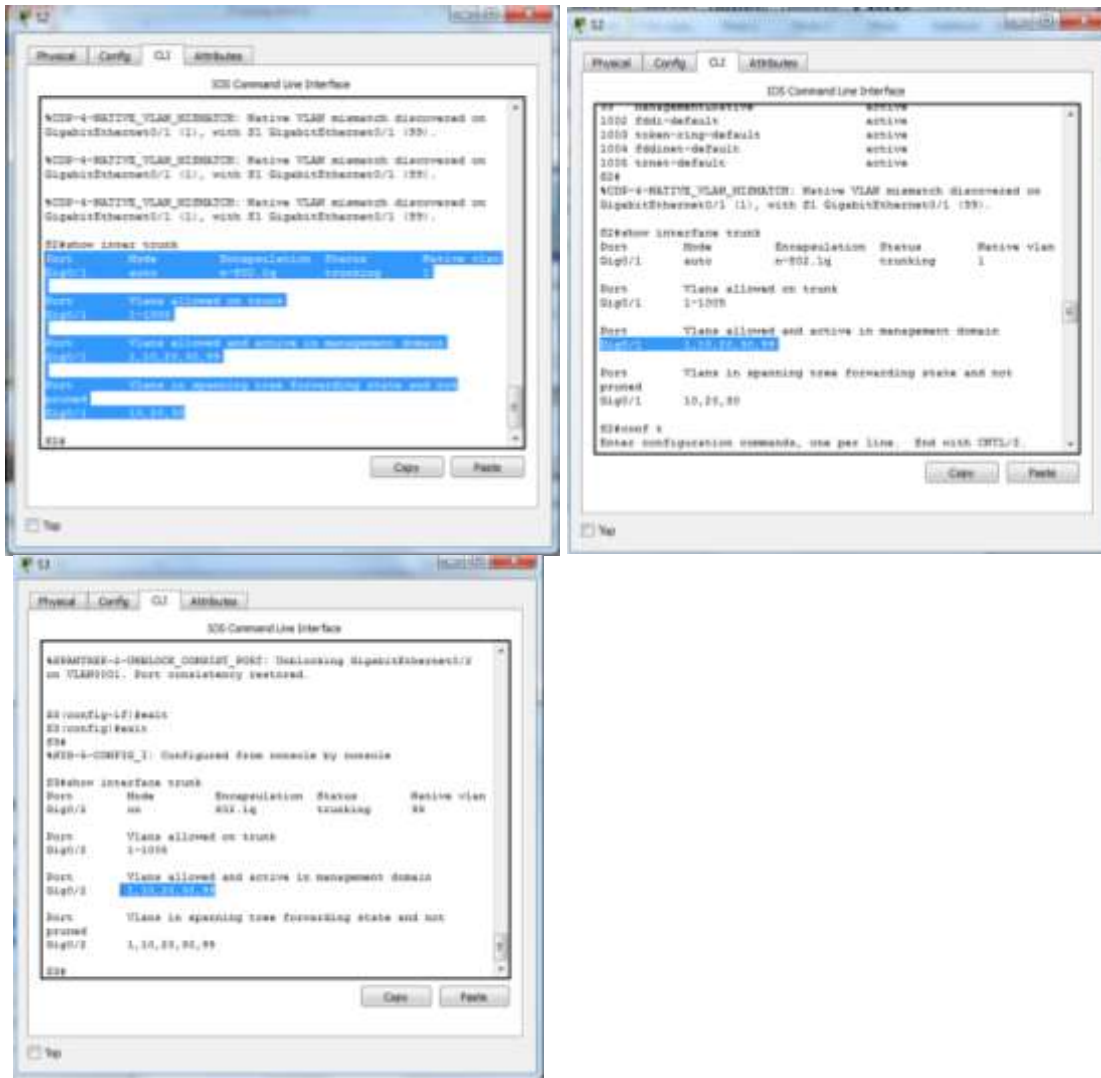 S2
Physical Config CLI Attributes
IOS Command Line Interface
%CDP-4-NATIVE_VLAN_MISMATCH: Native VLAN mismatch discovered on
GigabitEthernet0/1 (1), with S1 GigabitEthernet0/1 (99).
%CDP-4-NATIVE_VLAN_MISMATCH: Native VLAN mismatch discovered on
GigabitEthernet0/1 (1), with S1 GigabitEthernet0/1 (99).
%CDP-4-NATIVE_VLAN_MISMATCH: Native VLAN mismatch discovered on
GigabitEthernet0/1 (1), with S1 GigabitEthernet0/1 (99).
S2#show inter trunk
Port Mode Encapsulation Status Native vlan
Gig0/1 auto n-802.1q trunking 1
Port Vlans allowed on trunk
Gig0/1 1-1005
Port Vlans allowed and active in management domain
Gig0/1 1,10,20,30,99
Port Vlans in spanning tree forwarding state and not
pruned
Gig0/1 10,20,30
S2#
Copy Paste
Top
S2
Physical Config CLI Attributes
IOS Command Line Interface
active
1002 fddi-default active
1003 token-ring-default active
1004 fddinet-default active
1005 trnet-default active
S2#
%CDP-4-NATIVE_VLAN_MISMATCH: Native VLAN mismatch discovered on
GigabitEthernet0/1 (1), with S1 GigabitEthernet0/1 (99).
S2#show interface trunk
Port Mode Encapsulation Status Native vlan
Gig0/1 auto n-802.1q trunking 1
Port Vlans allowed on trunk
Gig0/1 1-1005
Port Vlans allowed and active in management domain
Gig0/1 1,10,20,30,99
Port Vlans in spanning tree forwarding state and not
pruned
Gig0/1 10,20,30
S2#conf t
Enter configuration commands, one per line. End with CNTL/Z.
Copy Paste
Top
S3
Physical Config CLI Attributes
IOS Command Line Interface
%SPANTREE-2-UNBLOCK_CONSIST_PORT: Unblocking GigabitEthernet0/2
on VLAN0001. Port consistency restored.
S3(config-if)#exit
S3(config)#exit
S3#
%SYS-5-CONFIG_I: Configured from console by console
S3#show interface trunk
Port Mode Encapsulation Status Native vlan
Gig0/2 on 802.1q trunking 99
Port Vlans allowed on trunk
Gig0/2 1-1005
Port Vlans allowed and active in management domain
Gig0/2 1,10,20,30,99
Port Vlans in spanning tree forwarding state and not
pruned
Gig0/2 1,10,20,30,99
S3#
Copy Paste
Top